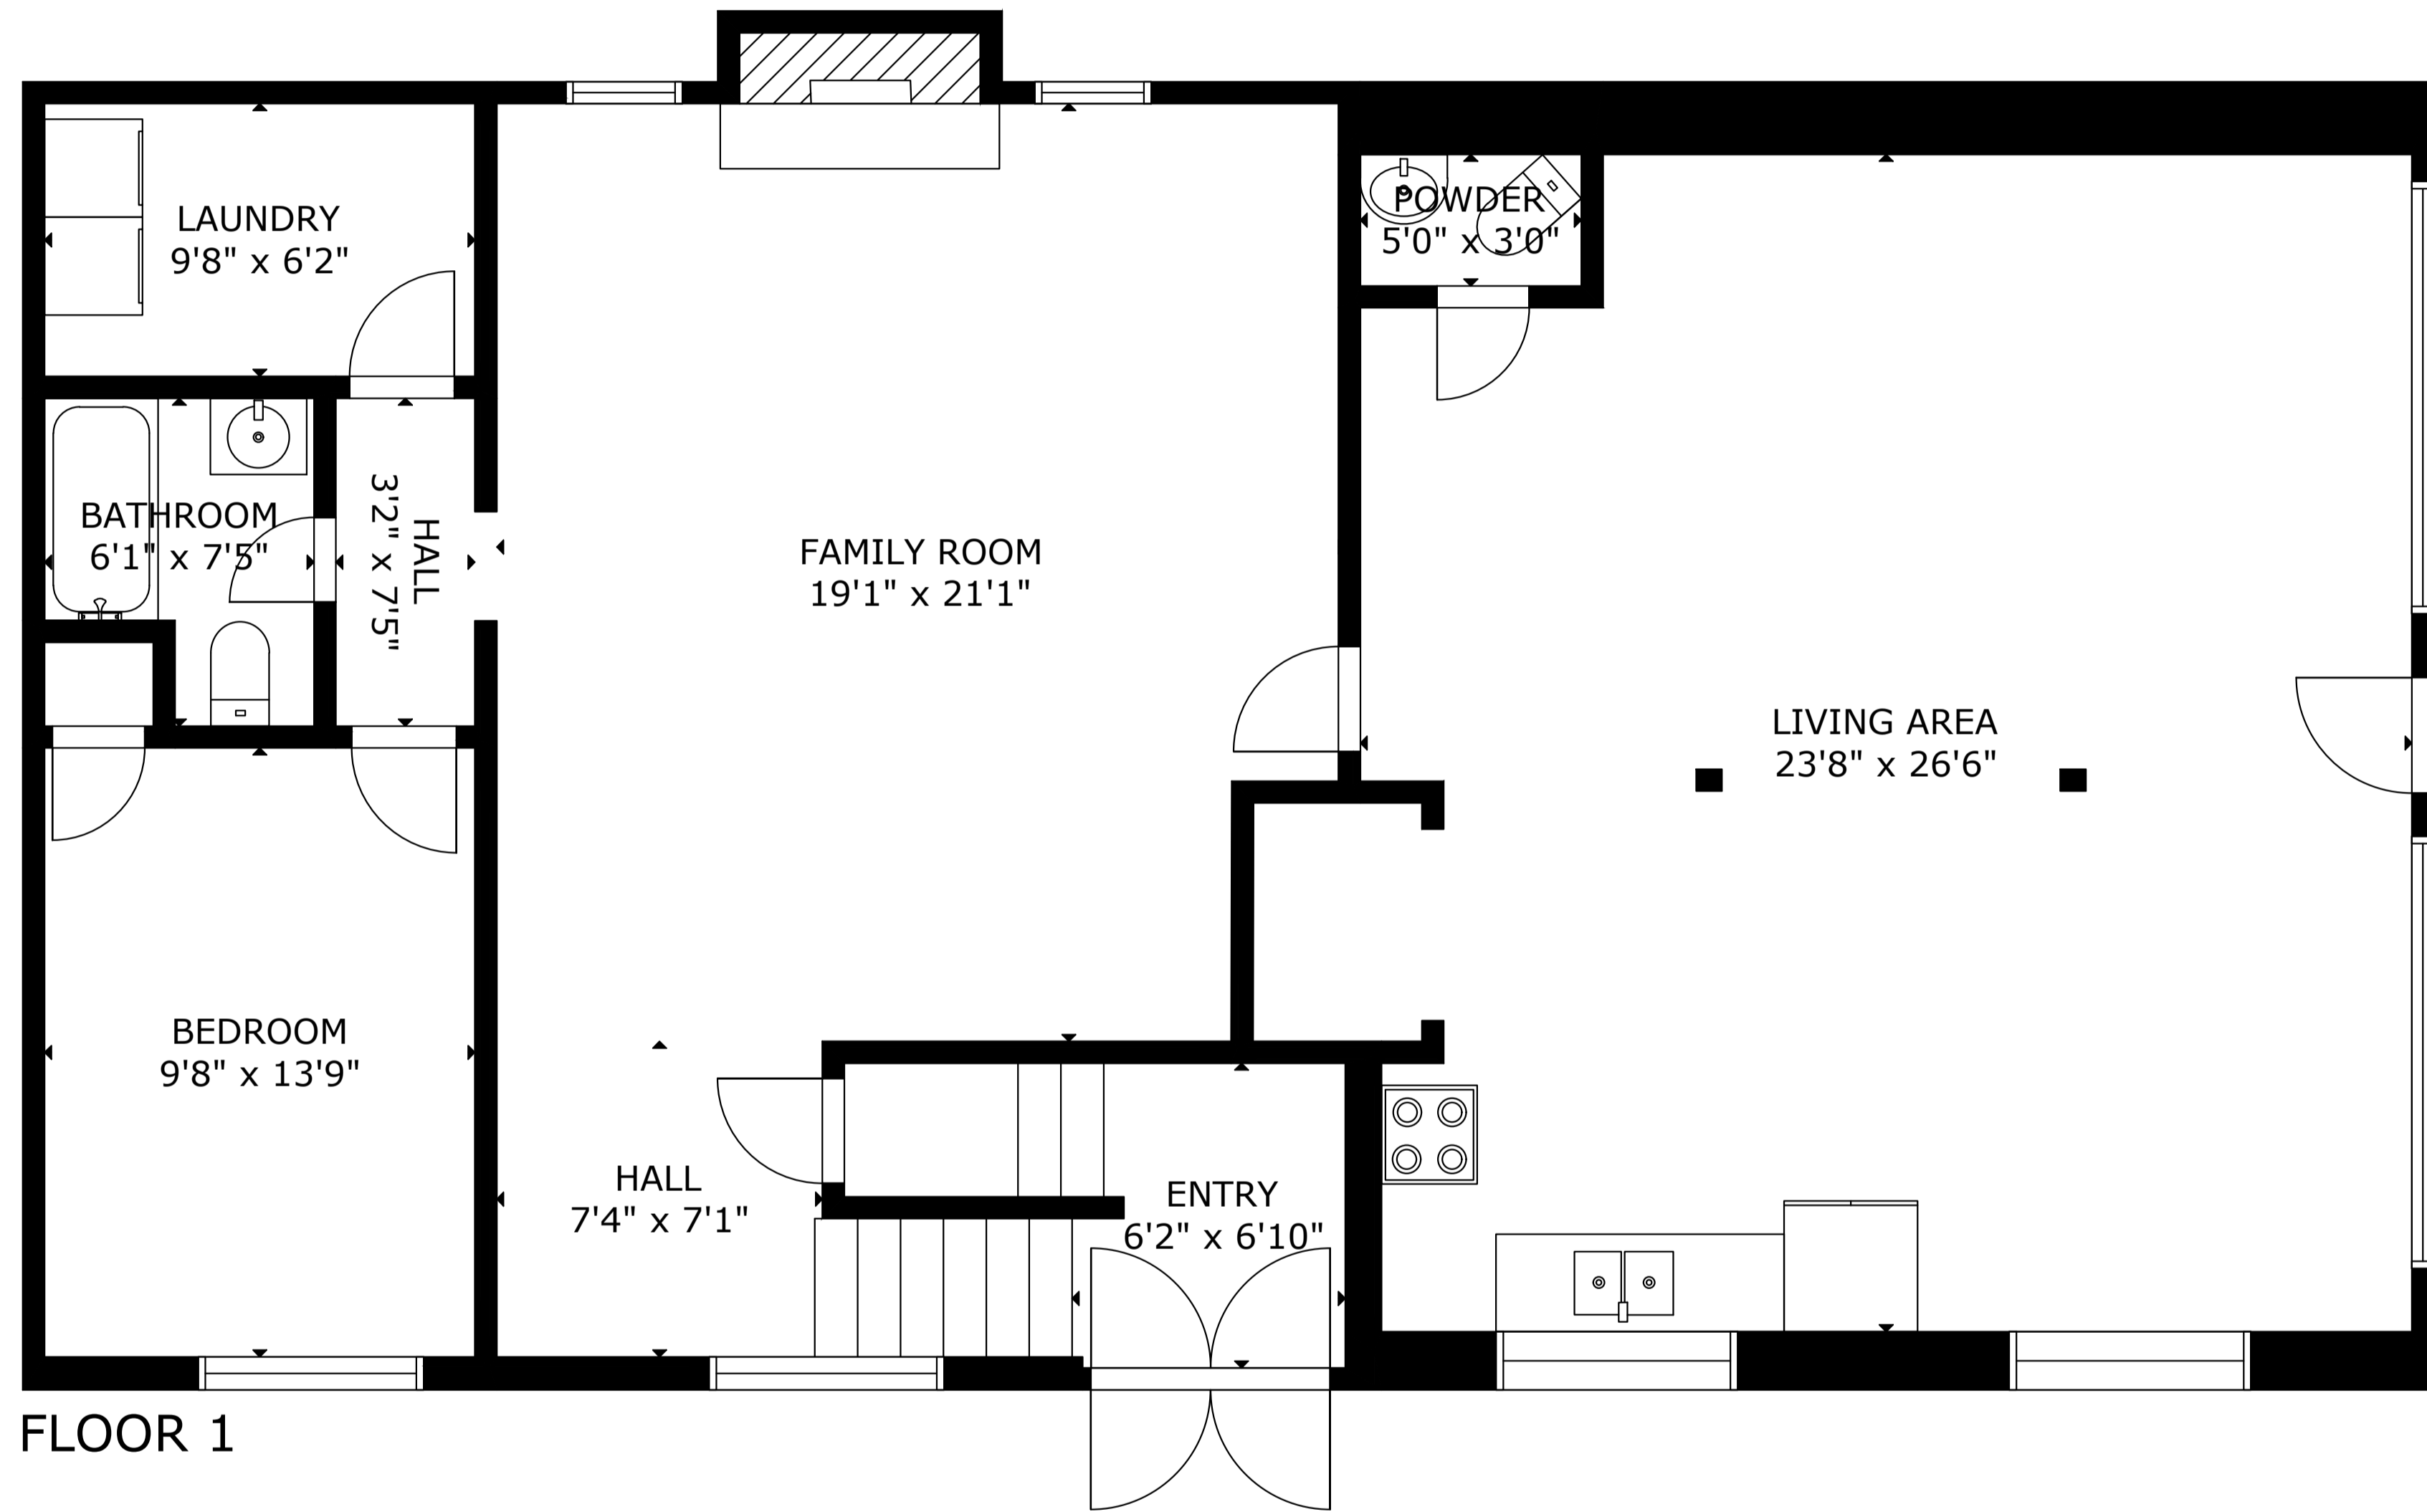 LAUNDRY
9'8" x 6'2"
POWDER
5'0" x 3'0"
BATHROOM
6'1" x 7'5"
HALL
3'2" x 7'5"
FAMILY ROOM
19'1" x 21'1"
LIVING AREA
23'8" x 26'6"
BEDROOM
9'8" x 13'9"
HALL
7'4" x 7'1"
ENTRY
6'2" x 6'10"
FLOOR 1